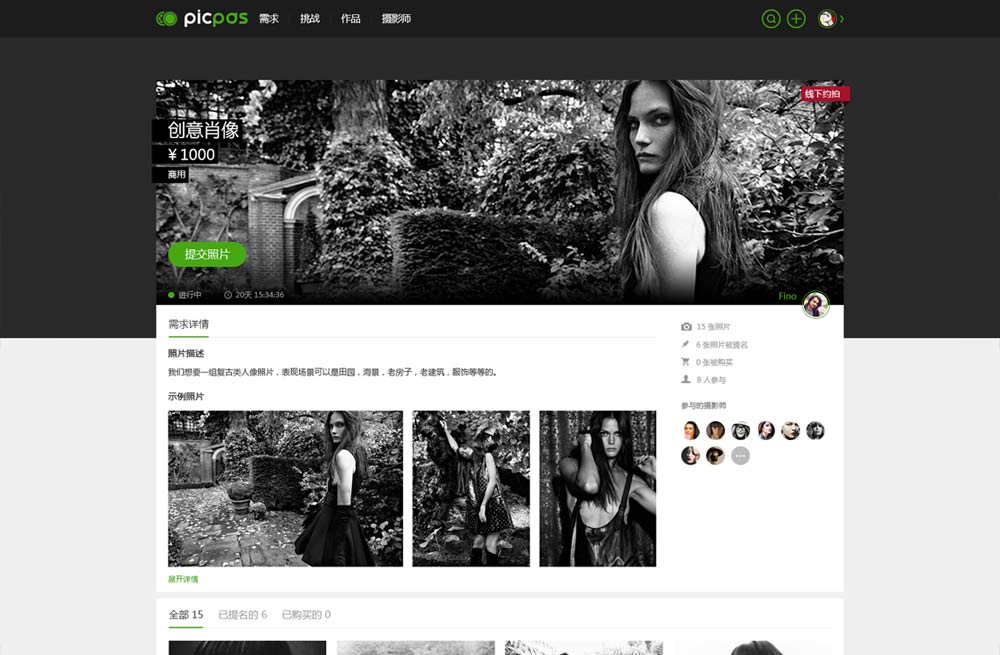 picpas 需求 挑战 作品 摄影师
线下约拍
创意肖像
¥ 1000
商用
提交照片
进行中 20天 15:34:36
Fino
需求详情
照片描述
我们想要一组复古类人像照片，表现场景可以是田园，海景，老房子，老建筑，服饰等等的。
示例照片
展开详情
15 张照片
6 张照片被提名
0 张被购买
8 人参与
参与的摄影师
全部 15 已提名的 6 已购买的 0